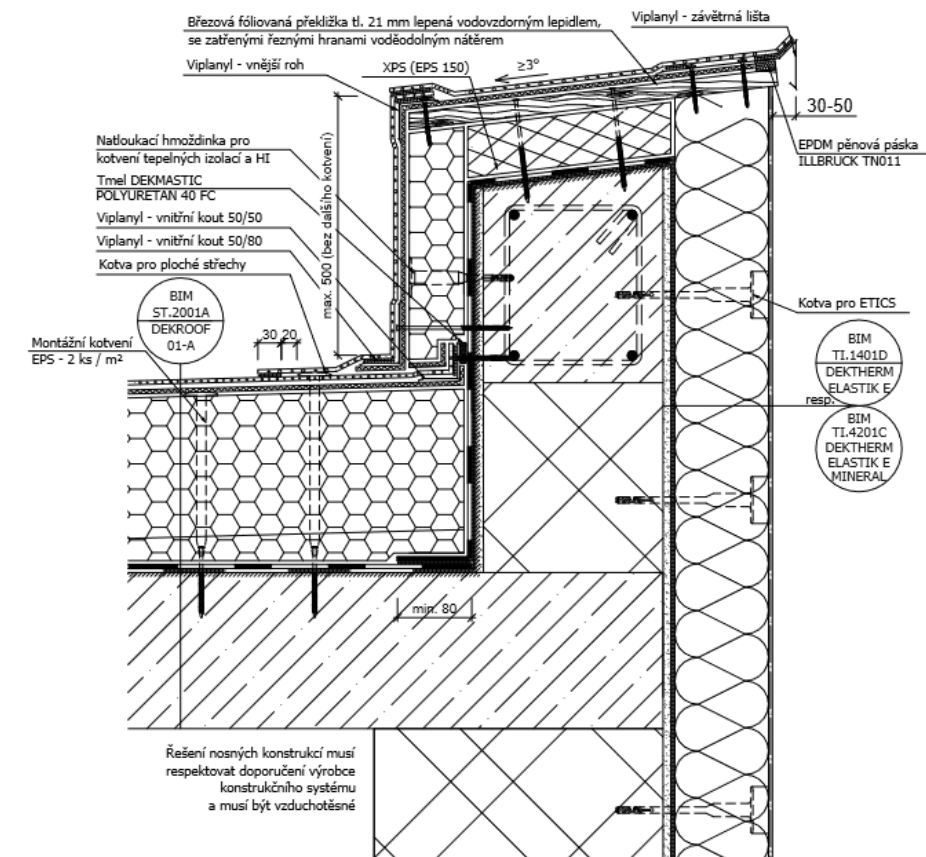 Březová fóliovaná překližka tl. 21 mm lepená vodovzdorným lepidlem,
se zatřenými řeznými hranami voděodolným nátěrem
Viplanyl - závětrná lišta
Viplanyl - vnější roh
XPS (EPS 150)
≥3°
30-50
Natloukací hmoždinka pro
kotvení tepelných izolací a HI
EPDM pěnová páska
ILLBRUCK TN011
Tmel DEKMASTIC
POLYURETAN 40 FC
Viplanyl - vnitřní kout 50/50
Viplanyl - vnitřní kout 50/80
Kotva pro ploché střechy
max. 500 (bez dalšího kotvení)
BIM
ST.2001A
DEKROOF
01-A
30 20
Montážní kotvení
EPS - 2 ks / m²
Kotva pro ETICS
BIM
TI.1401D
DEKTHERM
ELASTIK E
resp.
BIM
TI.4201C
DEKTHERM
ELASTIK E
MINERAL
min. 80
Řešení nosných konstrukcí musí
respektovat doporučení výrobce
konstrukčního systému
a musí být vzduchotěsné